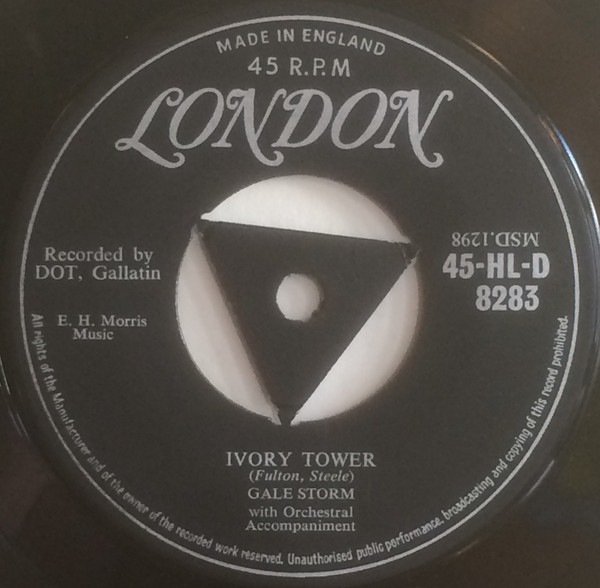 MADE IN ENGLAND
45 R.P.M
LONDON
Recorded by
DOT, Gallatin
E. H. Morris
Music
MSD.1298
45-HL-D
8283
IVORY TOWER
(Fulton, Steele)
GALE STORM
with Orchestral
Accompaniment
All rights of the Manufacturer and of the owner of the recorded work reserved. Unauthorised public performance, broadcasting and copying of this record prohibited.